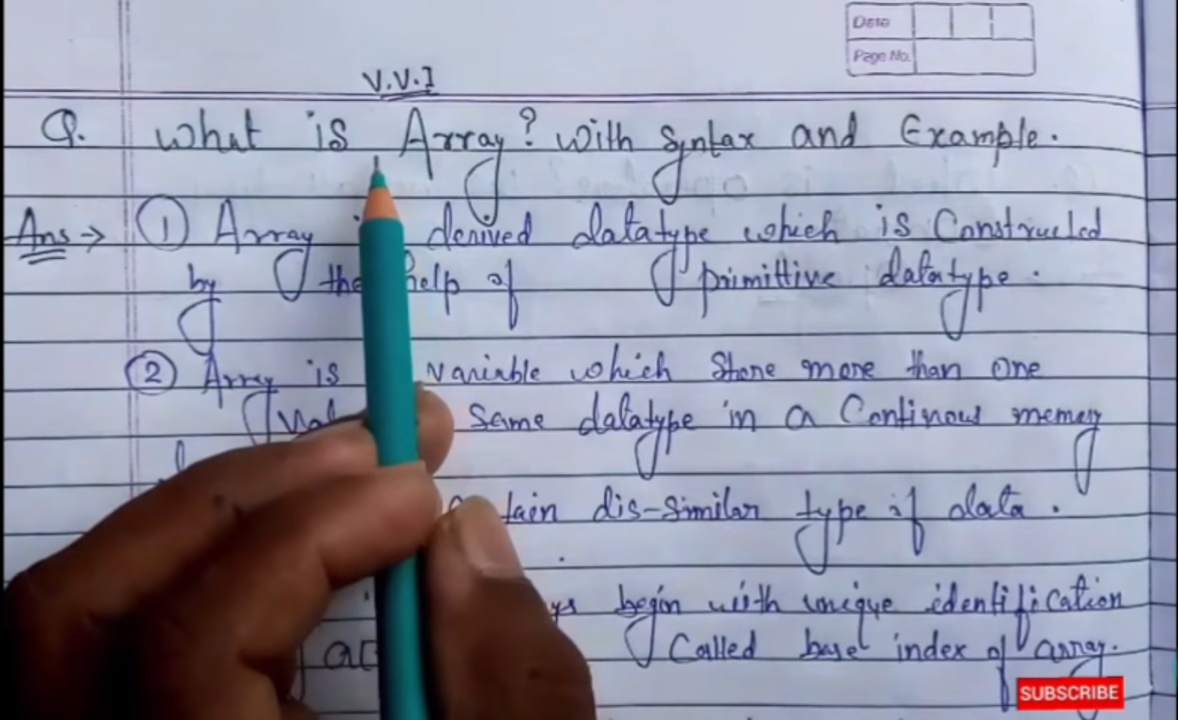 Date
Page No.
V.V.I
Q. What is Array? with Syntax and Example.
Ans → ① Array derived datatype which is Constructed
by the help of primittive datatype.
② Array is variable which Store more than one
same datatype in a Continous memory
dis-similar type of data.
begin with unique identification
Called base index of array.
SUBSCRIBE